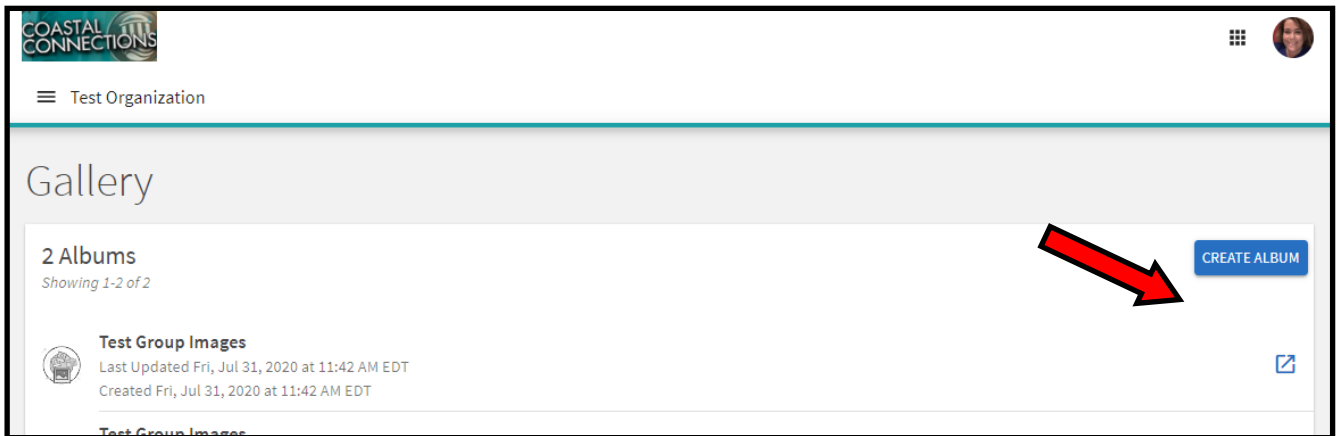 COASTAL
CONNECTIONS
Test Organization
Gallery
2 Albums
CREATE ALBUM
Showing 1-2 of 2
Test Group Images
Last Updated Fri, Jul 31, 2020 at 11:42 AM EDT
Created Fri, Jul 31, 2020 at 11:42 AM EDT
Test Group Images